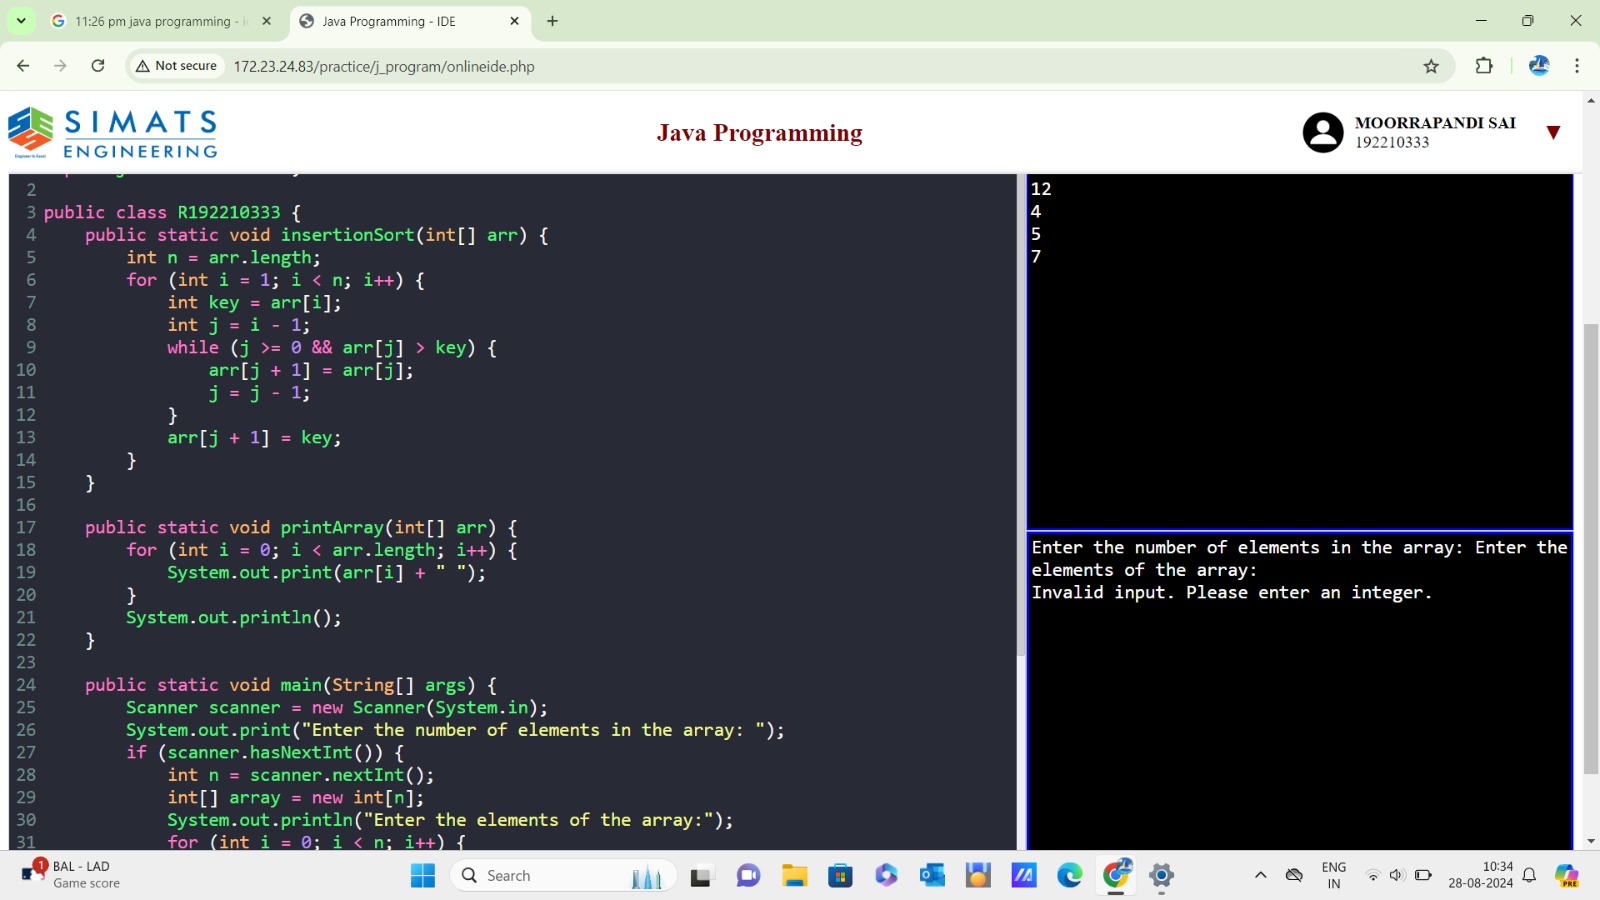 11:26 pm java programming - i
Java Programming - IDE
Not secure
172.23.24.83/practice/j_program/onlineide.php
SIMATS
ENGINEERING
Java Programming
MOORRAPANDI SAI
192210333
2
3 public class R192210333 {
4 public static void insertionSort(int[] arr) {
5 int n = arr.length;
6 for (int i = 1; i < n; i++) {
7 int key = arr[i];
8 int j = i - 1;
9 while (j >= 0 && arr[j] > key) {
10 arr[j + 1] = arr[j];
11 j = j - 1;
12 }
13 arr[j + 1] = key;
14 }
15 }
16
17 public static void printArray(int[] arr) {
18 for (int i = 0; i < arr.length; i++) {
19 System.out.print(arr[i] + " ");
20 }
21 System.out.println();
22 }
23
24 public static void main(String[] args) {
25 Scanner scanner = new Scanner(System.in);
26 System.out.print("Enter the number of elements in the array: ");
27 if (scanner.hasNextInt()) {
28 int n = scanner.nextInt();
29 int[] array = new int[n];
30 System.out.println("Enter the elements of the array:");
31 for (int i = 0; i < n; i++) {
12
4
5
7
Enter the number of elements in the array: Enter the
elements of the array:
Invalid input. Please enter an integer.
1
BAL - LAD
Game score
Search
ENG
IN
10:34
28-08-2024
PRE